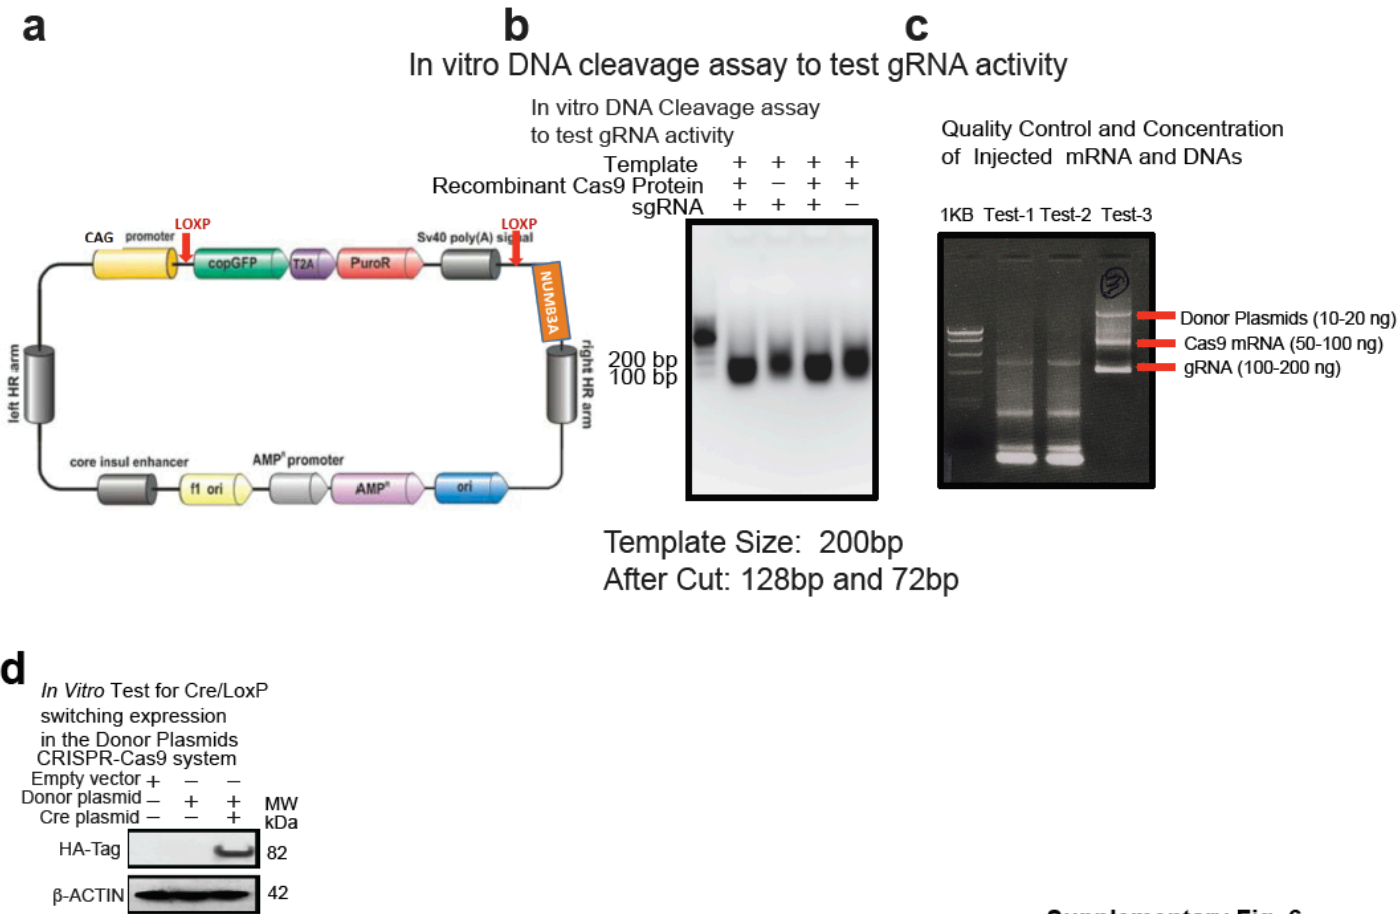 a
b
c
In vitro DNA cleavage assay to test gRNA activity
In vitro DNA Cleavage assay
to test gRNA activity
Template + + + +
Recombinant Cas9 Protein + − + +
sgRNA + + + −
200 bp
100 bp
Template Size: 200bp
After Cut: 128bp and 72bp
Quality Control and Concentration
of Injected mRNA and DNAs
1KB Test-1 Test-2 Test-3
Donor Plasmids (10-20 ng)
Cas9 mRNA (50-100 ng)
gRNA (100-200 ng)
CAG promoter
LOXP
copGFP
T2A
PuroR
Sv40 poly(A) signal
LOXP
NUMB3A
left HR arm
right HR arm
core insul enhancer
f1 ori
AMPᴿ promoter
AMPᴿ
ori
d
In Vitro Test for Cre/LoxP
switching expression
in the Donor Plasmids
CRISPR-Cas9 system
Empty vector + − −
Donor plasmid − + +
Cre plasmid − − +
MW
kDa
HA-Tag 82
β-ACTIN 42